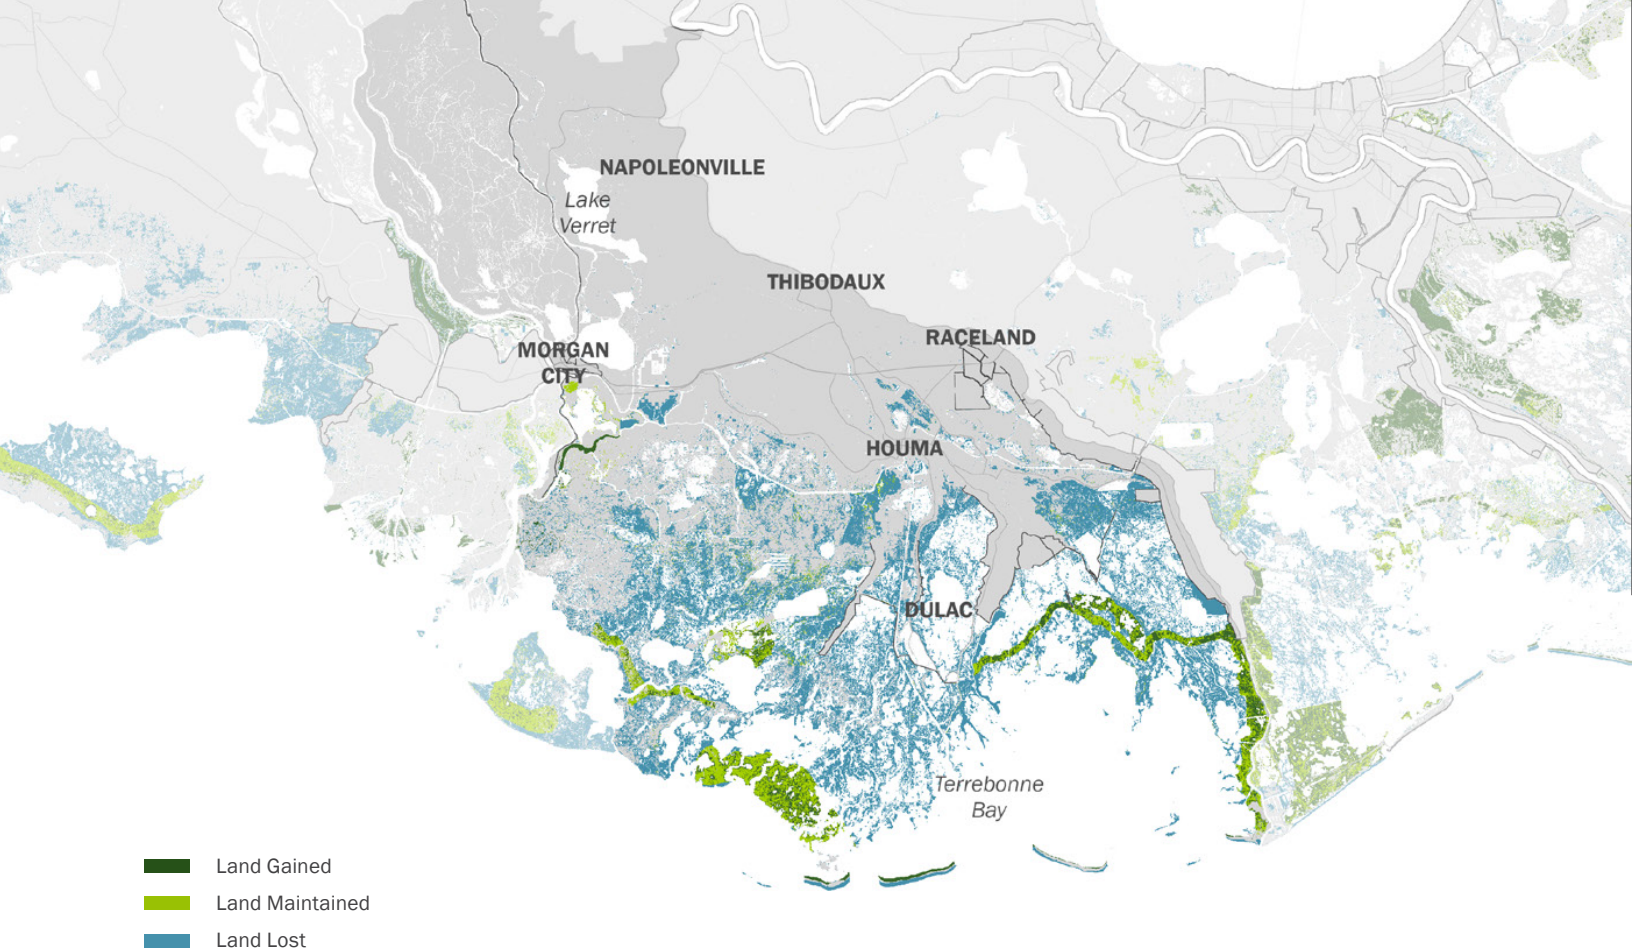 NAPOLEONVILLE
Lake
Verret
THIBODAUX
RACELAND
MORGAN
CITY
HOUMA
DULAC
Terrebonne
Bay
Land Gained
Land Maintained
Land Lost